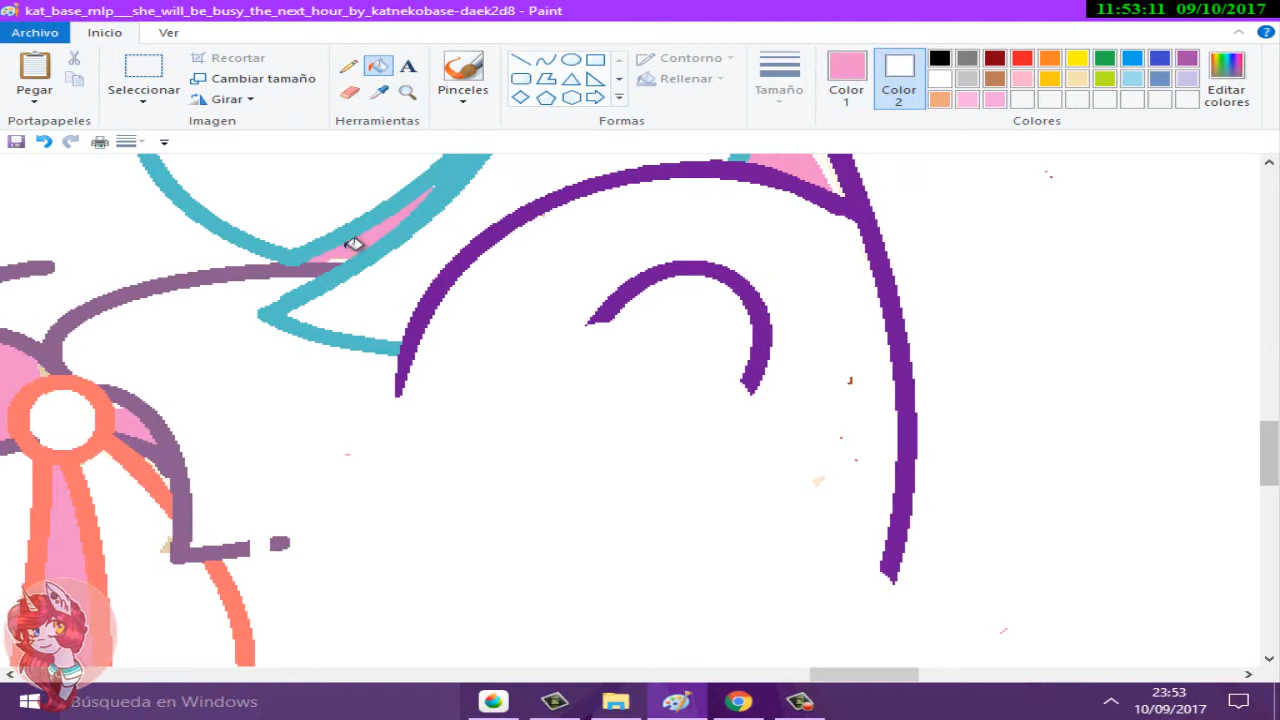 kat_base_mlp___she_will_be_busy_the_next_hour_by_katnekobase-daek2d8 - Paint
11:53:11 09/10/2017
Archivo Inicio Ver
Pegar
Portapapeles
Seleccionar
Recortar
Cambiar tamaño
Girar
Imagen
Herramientas
Pinceles
Contorno
Rellenar
Formas
Tamaño
Color 1
Color 2
Editar colores
Colores
Búsqueda en Windows
23:53
10/09/2017